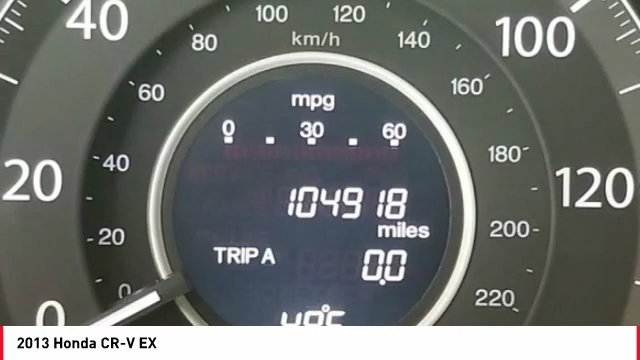 40 100 120 100
80 km/h 140
60 mpg 160
0 30 60
20 40 180 120
104918
miles
20 200
TRIP A 0.0
0 0 220
2013 Honda CR-V EX